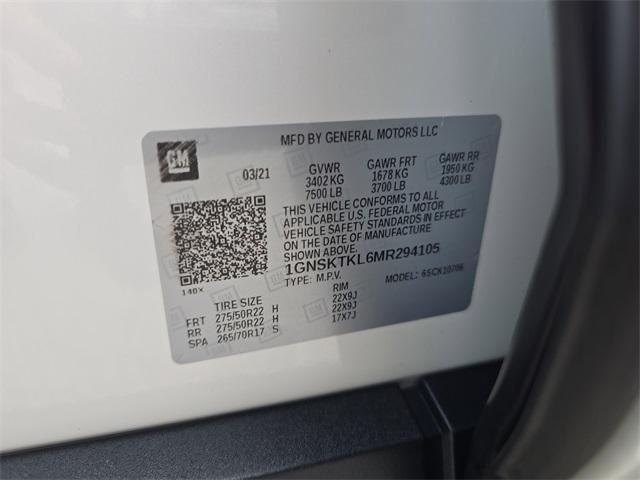 MFD BY GENERAL MOTORS LLC
GM
03/21
GVWR GAWR FRT GAWR RR
3402 KG 1678 KG 1950 KG
7500 LB 3700 LB 4300 LB
THIS VEHICLE CONFORMS TO ALL
APPLICABLE U.S. FEDERAL MOTOR
VEHICLE SAFETY STANDARDS IN EFFECT
ON THE DATE OF MANUFACTURE
SHOWN ABOVE.
1GNSKTKL6MR294105
TYPE: M.P.V. MODEL: 6SCK10706
140X
TIRE SIZE RIM
FRT 275/50R22 H 22X9J
RR 275/50R22 H 22X9J
SPA 265/70R17 S 17X7J